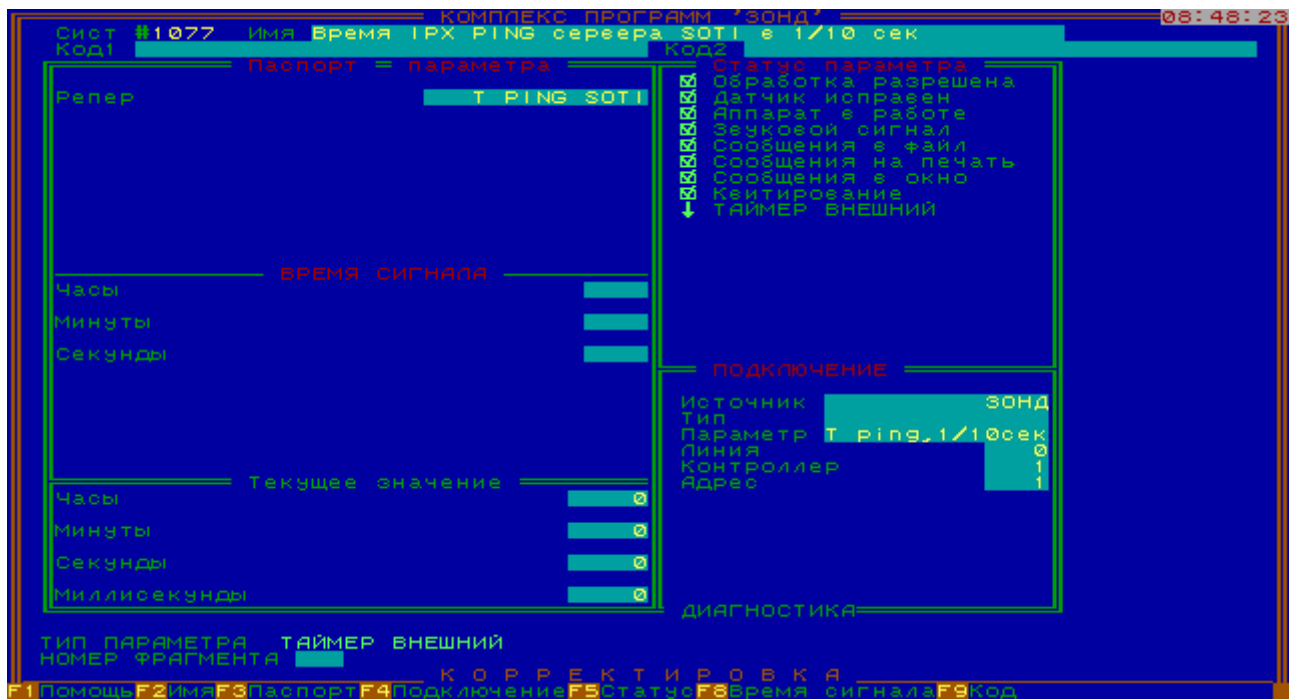 КОМПЛЕКС ПРОГРАММ 'ЗОНД' 08:48:23
Сист #1077 Имя Время IPX PING сервера SOTI в 1/10 сек
Код1 Код2
Паспорт = параметра
Репер T PING SOTI
Статус параметра
Обработка разрешена
Датчик исправен
Аппарат в работе
Звуковой сигнал
Сообщения в файл
Сообщения на печать
Сообщения в окно
Квитирование
ТАЙМЕР ВНЕШНИЙ
ВРЕМЯ СИГНАЛА
Часы
Минуты
Секунды
ПОДКЛЮЧЕНИЕ
Источник ЗОНД
Тип
Параметр T ping,1/10сек
Линия 0
Контроллер 1
Адрес 1
Текущее значение
Часы 0
Минуты 0
Секунды 0
Миллисекунды 0
ДИАГНОСТИКА
ТИП ПАРАМЕТРА ТАЙМЕР ВНЕШНИЙ
НОМЕР ФРАГМЕНТА
К О Р Р Е К Т И Р О В К А
F1Помощь F2Имя F3Паспорт F4Подключение F5Статус F8Время сигнала F9Код